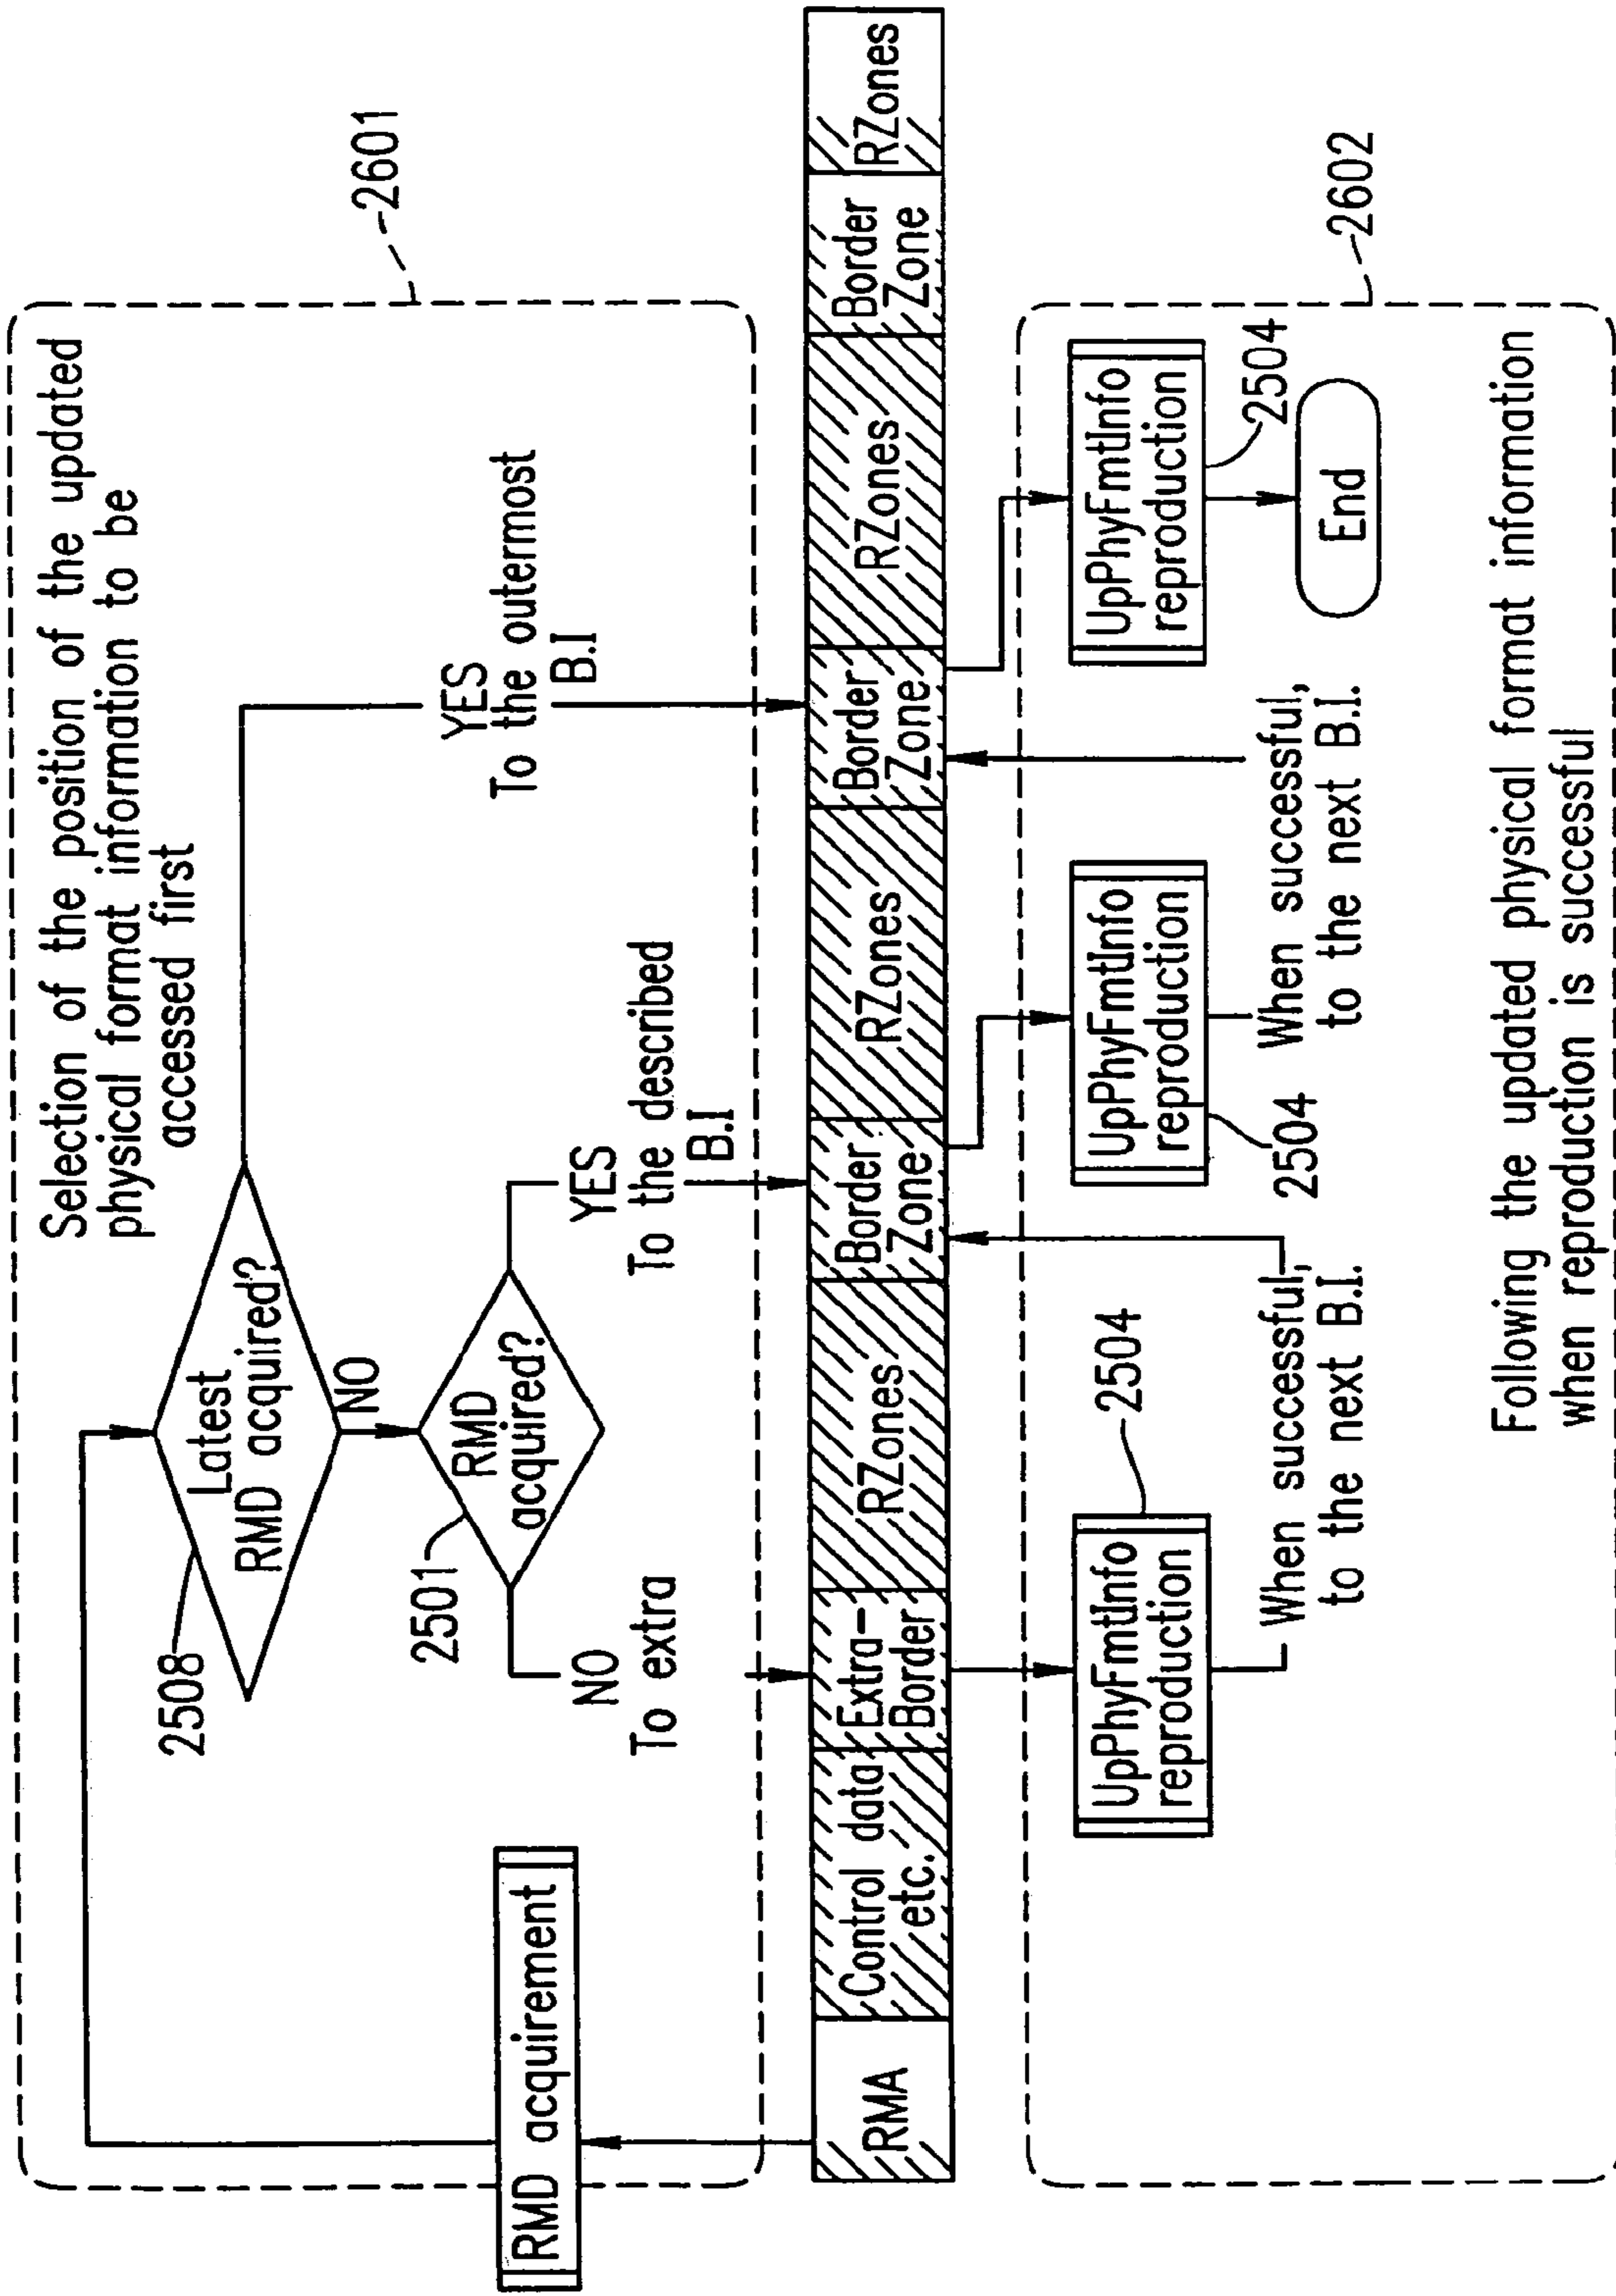 Selection of the position of the updated
physical format information to be
accessed first
2601
2508
Latest
RMD acquired?
NO
YES
To the outermost
B.I
2501
RMD
acquired?
NO
To extra
YES
To the described
B.I
RMD acquirement
RMA
Control data
etc.
Extra-
Border
RZones
Border
Zone
RZones
Border
Zone
RZones
Border
Zone
RZones
2602
UpPhyFmtInfo
reproduction
2504
When successful,
to the next B.I.
UpPhyFmtInfo
reproduction
2504
When successful,
to the next B.I.
UpPhyFmtInfo
reproduction
2504
End
Following the updated physical format information
when reproduction is successful